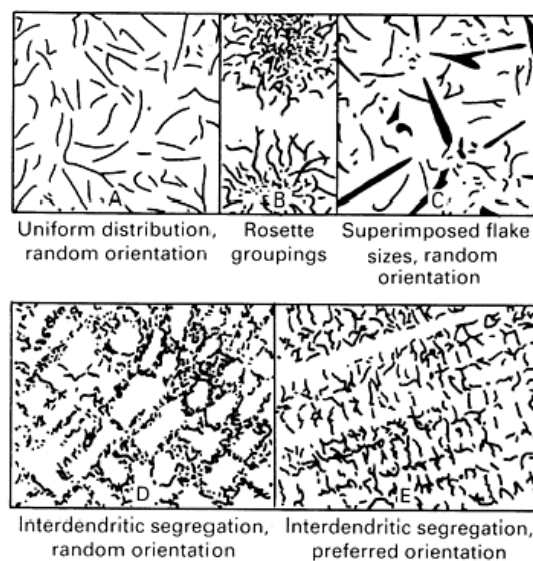 A
B
C
Uniform distribution,
random orientation
Rosette
groupings
Superimposed flake
sizes, random
orientation
D
E
Interdendritic segregation,
random orientation
Interdendritic segregation,
preferred orientation